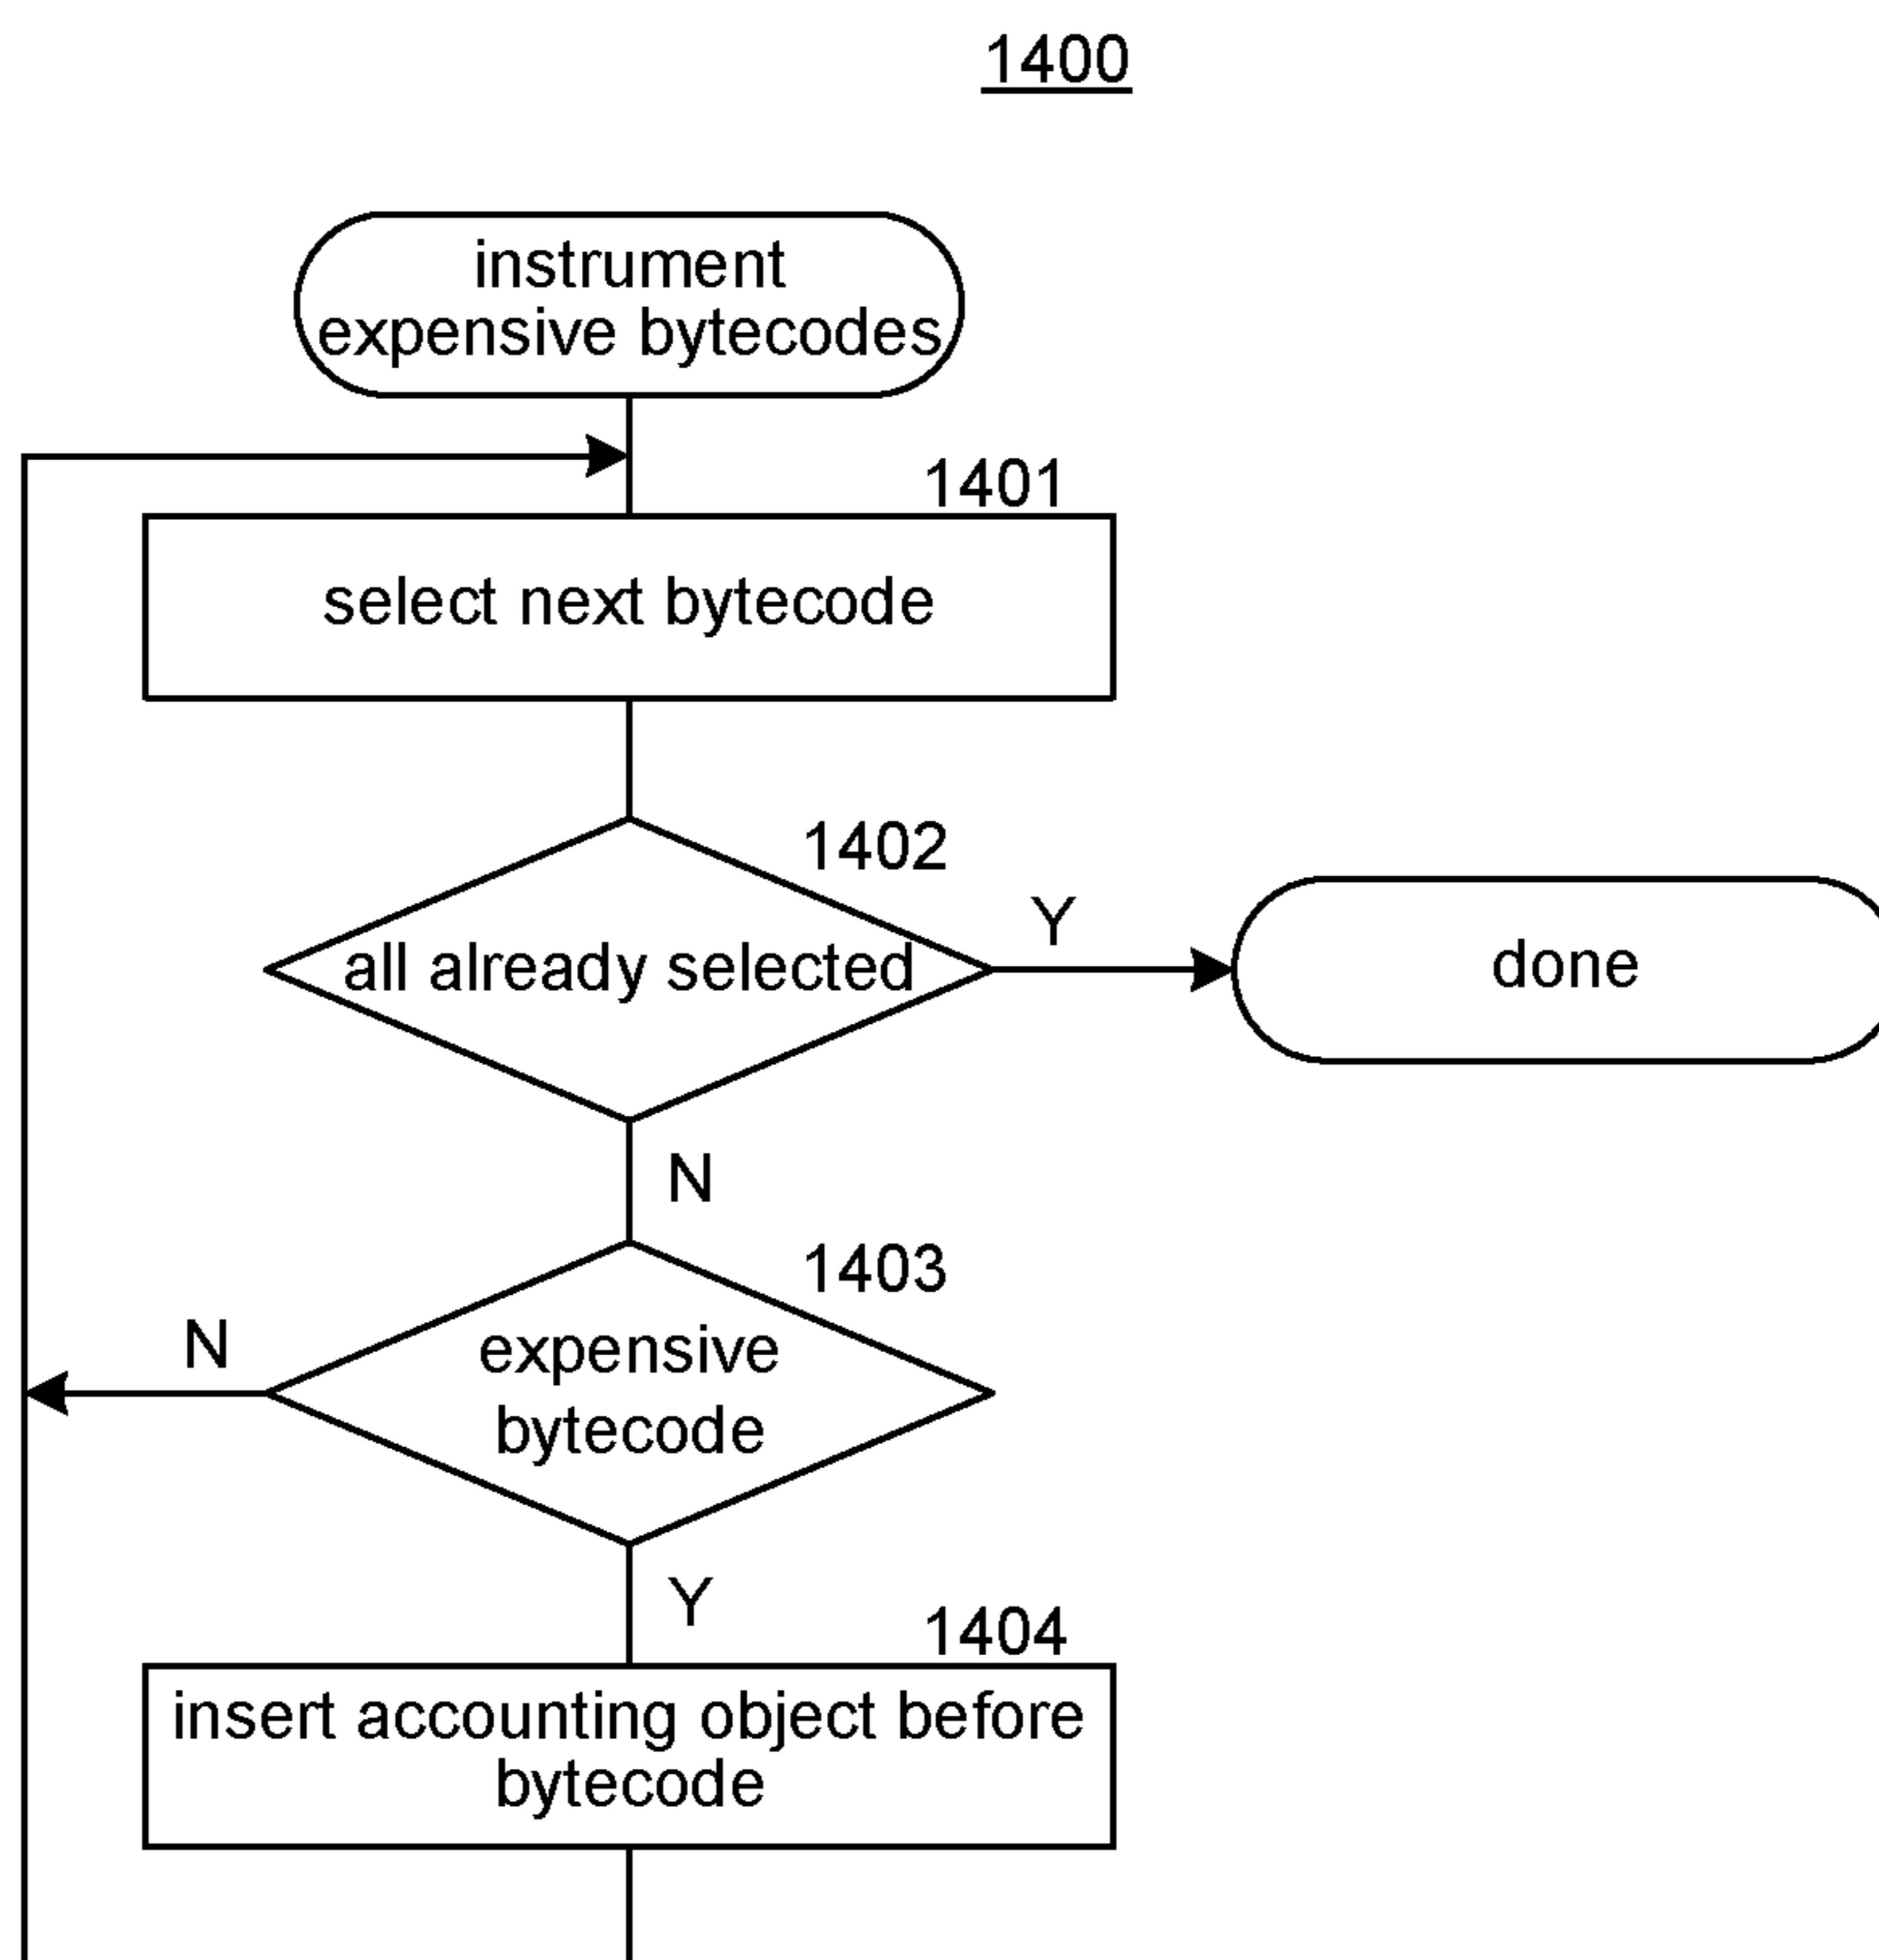 1400
instrument
expensive bytecodes
1401
select next bytecode
1402
all already selected
Y
done
N
1403
expensive
bytecode
N
Y
1404
insert accounting object before
bytecode